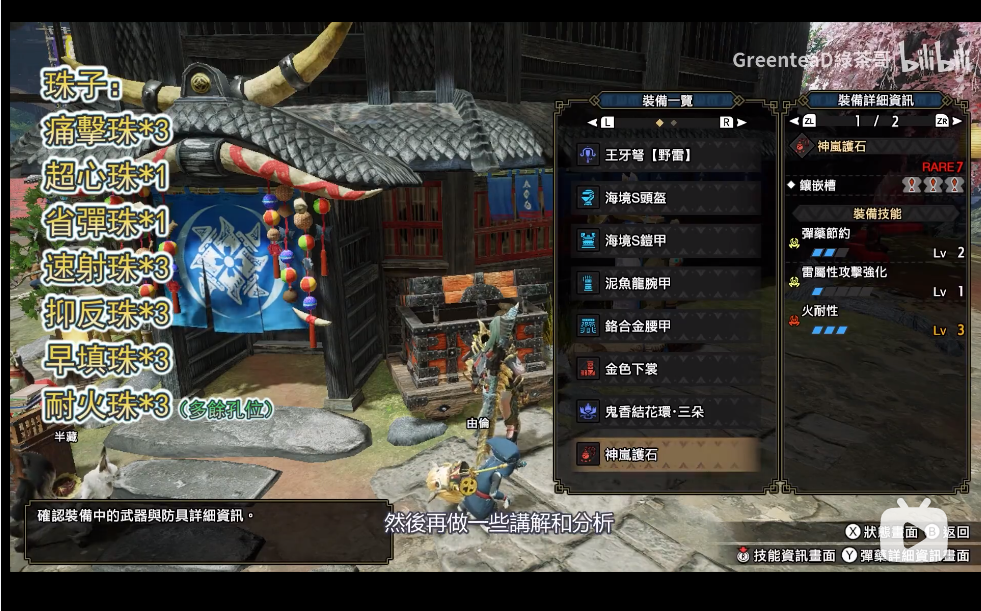 GreenteaD綠茶哥 bilibili
珠子：
痛擊珠*3
超心珠*1
省彈珠*1
速射珠*3
抑反珠*3
早填珠*3
耐火珠*3（多餘孔位）
半藏
由倫
裝備一覽
L R
王牙弩【野雷】
海境S頭盔
海境S鎧甲
泥魚龍腕甲
鉻合金腰甲
金色下裳
鬼香結花環·三朵
神嵐護石
裝備詳細資訊
ZL 1 / 2 ZR
神嵐護石
RARE 7
鑲嵌槽
裝備技能
彈藥節約
Lv 2
雷屬性攻擊強化
Lv 1
火耐性
Lv 3
確認裝備中的武器與防具詳細資訊。
然後再做一些講解和分析
X 狀態畫面 B 返回
技能資訊畫面 Y 彈藥詳細資訊畫面